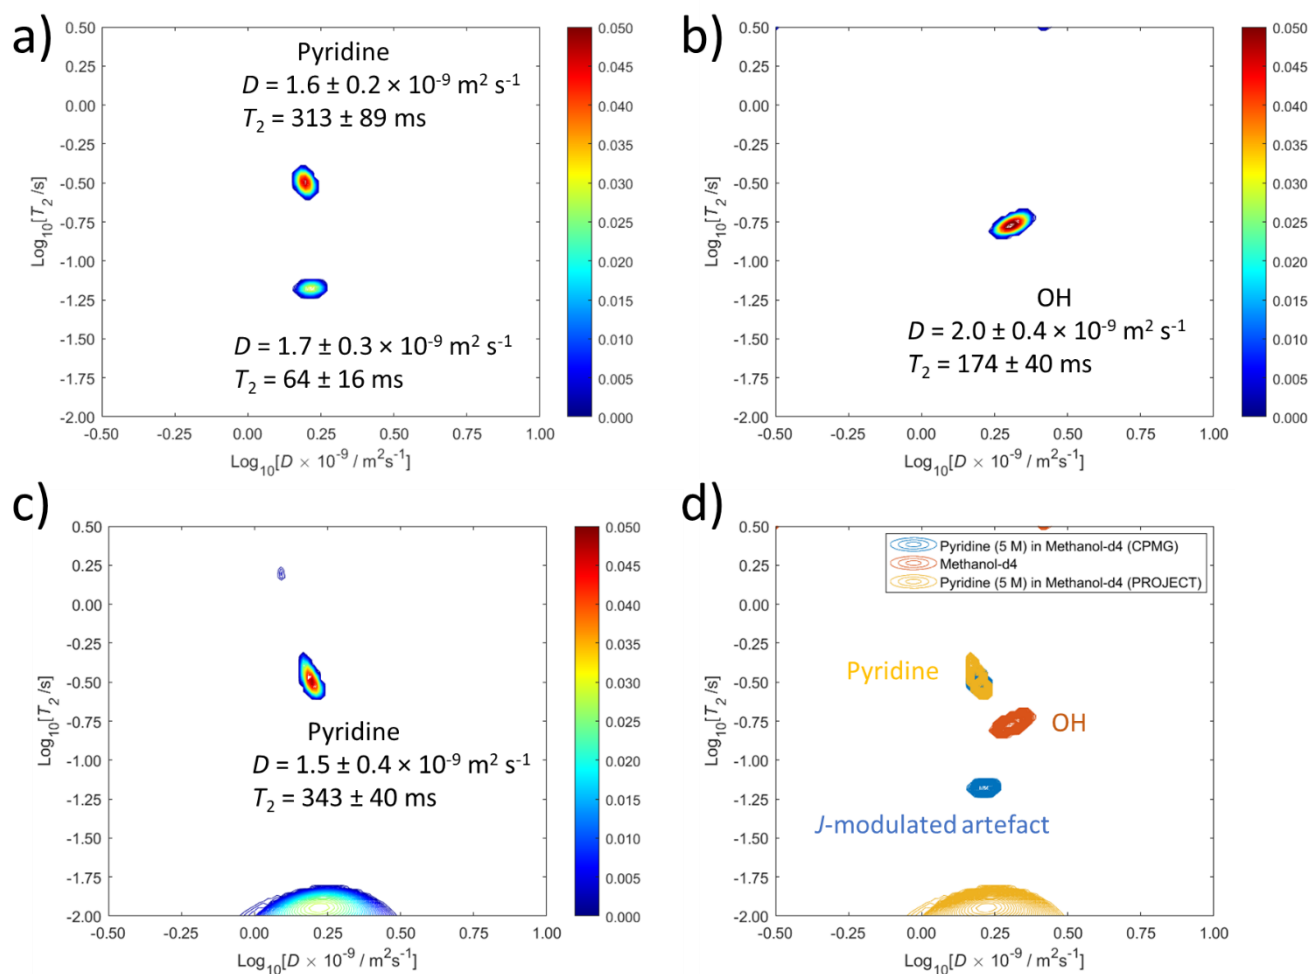 a)
Pyridine
D = 1.6 ± 0.2 × 10⁻⁹ m² s⁻¹
T₂ = 313 ± 89 ms
D = 1.7 ± 0.3 × 10⁻⁹ m² s⁻¹
T₂ = 64 ± 16 ms
0.50
0.25
0.00
-0.25
-0.50
-0.75
-1.00
-1.25
-1.50
-1.75
-2.00
Log₁₀[T₂ /s]
-0.50 0.00 0.25 0.50 0.75 1.00
Log₁₀[D × 10⁻⁹ / m²s⁻¹]
0.050
0.045
0.040
0.035
0.030
0.025
0.020
0.015
0.010
0.005
0.000
b)
OH
D = 2.0 ± 0.4 × 10⁻⁹ m² s⁻¹
T₂ = 174 ± 40 ms
0.50
0.25
0.00
-0.25
-0.50
-0.75
-1.00
-1.25
-1.50
-1.75
-2.00
Log₁₀[T₂ /s]
-0.50 0.00 0.25 0.50 0.75 1.00
Log₁₀[D × 10⁻⁹ / m²s⁻¹]
0.050
0.045
0.040
0.035
0.030
0.025
0.020
0.015
0.010
0.005
0.000
c)
Pyridine
D = 1.5 ± 0.4 × 10⁻⁹ m² s⁻¹
T₂ = 343 ± 40 ms
0.50
0.25
0.00
-0.25
-0.50
-0.75
-1.00
-1.25
-1.50
-1.75
-2.00
Log₁₀[T₂ /s]
-0.50 0.00 0.25 0.50 0.75 1.00
Log₁₀[D × 10⁻⁹ / m²s⁻¹]
0.050
0.045
0.040
0.035
0.030
0.025
0.020
0.015
0.010
0.005
0.000
d)
Pyridine (5 M) in Methanol-d4 (CPMG)
Methanol-d4
Pyridine (5 M) in Methanol-d4 (PROJECT)
Pyridine
OH
J-modulated artefact
0.50
0.25
0.00
-0.25
-0.50
-0.75
-1.00
-1.25
-1.50
-1.75
-2.00
Log₁₀[T₂ /s]
-0.50 0.00 0.25 0.50 0.75 1.00
Log₁₀[D × 10⁻⁹ / m²s⁻¹]